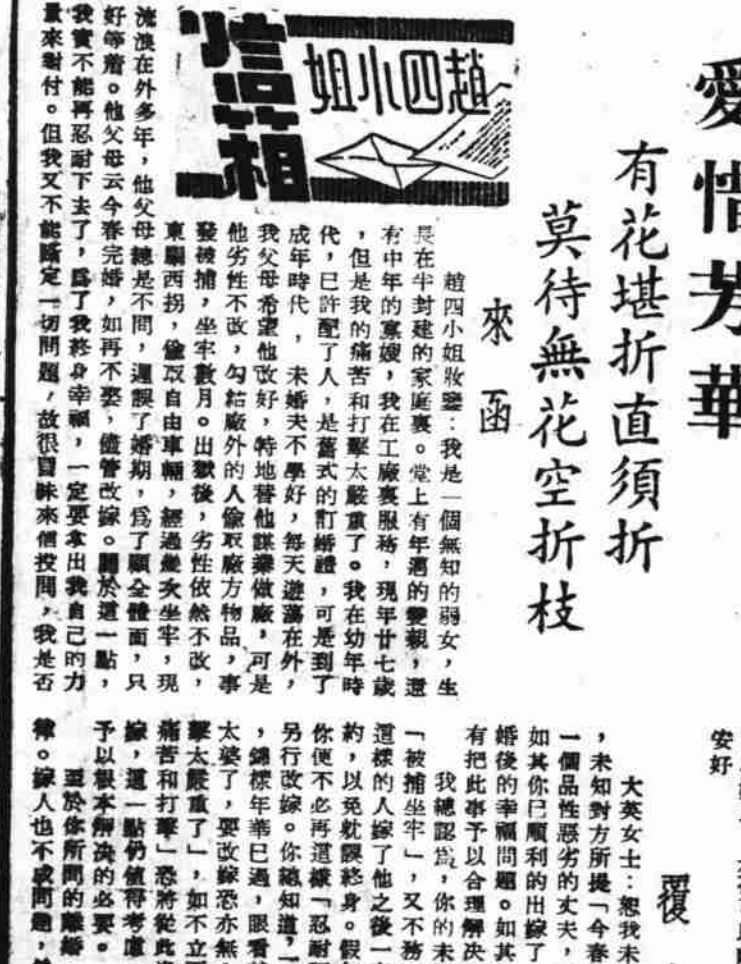 愛惜芳華
有花堪折直須折
莫待無花空折枝
趙四小姐
信箱
來函
趙四小姐妝鑒：我是一個無知的弱女，生
長在半封建的家庭裏。堂上有年邁的雙親，還
有中年的寡嫂，我在工廠裏服務，現年廿七歲
，但是我的痛苦和打擊太嚴重了。我在幼年時
代，已許配了人，是舊式的訂婚禮，可是到了
成年時代，未婚夫不學好，每天遊蕩在外，
我父母希望他改好，特地替他謀業做廠，可是
他劣性不改，勾結廠外的人偸取廠方物品，事
發被捕，坐牢數月。出獄後，劣性依然不改，
東騙西拐，偸取自由車輛，經過幾次坐牢，現
流浪在外多年，他父母總是不問，遲誤了婚期，爲了顧全體面，只
好等着。他父母云今春完婚，如再不娶，儘管改嫁。關於這一點，
我實不能再忍耐下去了，爲了我終身幸福，一定要拿出我自己的力
量來對付。但我又不能斷定一切問題，故很冒昧來信投問，我是否
安好
覆
大英女士：恕我未
，未知對方所提「今春
一個品性惡劣的丈夫，
如其你已順利的出嫁了
婚後的幸福問題。如其
有把此事予以合理解決
我總認爲，你的未
「被捕坐牢」，又不務
這樣的人嫁了他之後一
約，以免躭誤終身。假
你便不必再這樣「忍耐
另行改嫁。你總知道，一
，錦樣年華已過，眼看
太婆了，要改嫁恐亦無
擊太嚴重了」，如不立
痛苦和打擊」恐將從此
嫁，這一點仍值得考慮
予以根本解決的必要。
至於你所問的離婚
律。嫁人也不成問題，